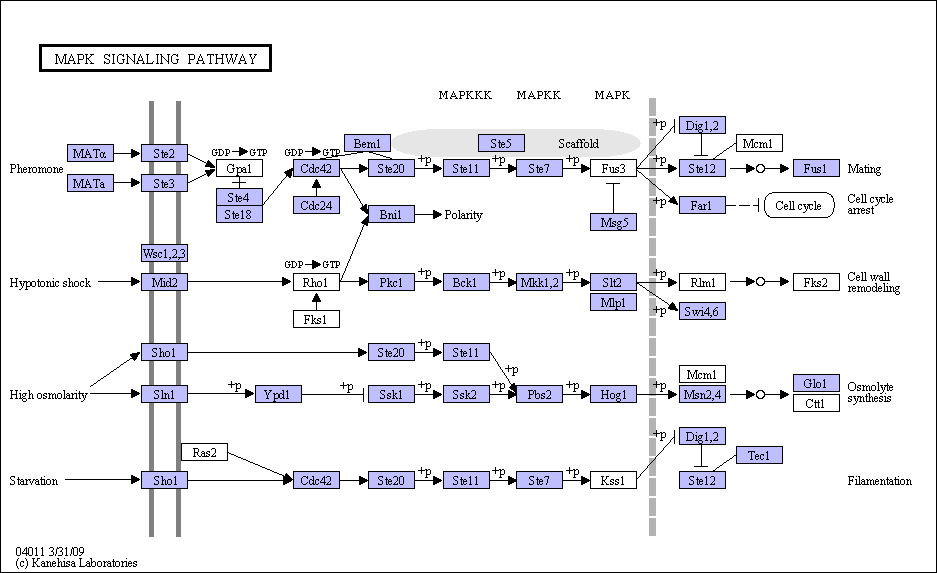 MAPK SIGNALING PATHWAY
MAPKKK MAPKK MAPK
Bem1 Ste5 Scaffold +p Dig1,2
MATα Ste2 GDP GTP GDP GTP Mcm1
Pheromone Gpa1 Cdc42 Ste20 +p Ste11 +p Ste7 +p Fus3 Ste12 Fus1 Mating
MATa Ste3 Ste4
Ste18 Cdc24 Bni1 Polarity Msg5 +p Far1 Cell cycle Cell cycle
arrest
Wsc1,2,3 GDP GTP
Hypotonic shock Mid2 Rho1 Pkc1 +p Bck1 +p Mkk1,2 +p Slt2 +p Rlm1 Fks2 Cell wall
remodeling
Fks1 Mlp1 +p Swi4,6
Sho1 Ste20 +p Ste11 +p
Mcm1 Glo1
High osmolarity Sln1 +p Ypd1 +p Ssk1 +p Ssk2 Pbs2 +p Hog1 +p Msn2,4 Ctt1 Osmolyte
synthesis
Ras2 +p Dig1,2 Tec1
Starvation Sho1 Cdc42 Ste20 +p Ste11 +p Ste7 +p Kss1 Ste12 Filamentation
04011 3/31/09
(c) Kanehisa Laboratories